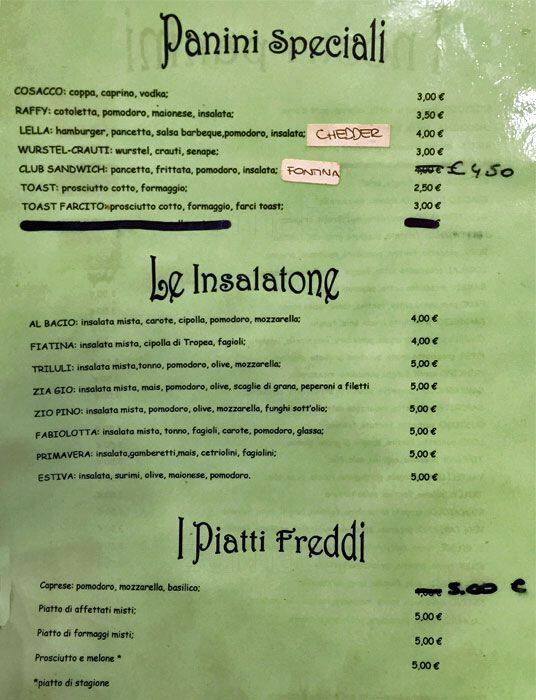 Panini Speciali
COSACCO: coppa, caprino, vodka; 3,00 €
RAFFY: cotoletta, pomodoro, maionese, insalata; 3,50 €
LELLA: hamburger, pancetta, salsa barbeque,pomodoro, insalata; CHEDDER 4,00 €
WURSTEL-CRAUTI: wurstel, crauti, senape; 3,00 €
CLUB SANDWICH: pancetta, frittata, pomodoro, insalata; FONTINA £ 4,50
TOAST: prosciutto cotto, formaggio; 2,50 €
TOAST FARCITO:prosciutto cotto, formaggio, farci toast; 3,00 €
Le Insalatone
AL BACIO: insalata mista, carote, cipolla, pomodoro, mozzarella; 4,00 €
FIATINA: insalata mista, cipolla di Tropea, fagioli; 4,00 €
TRILULI: insalata mista,tonno, pomodoro, olive, mozzarella; 5,00 €
ZIA GIO: insalata mista, mais, pomodoro, olive, scaglie di grana, peperoni a filetti 5,00 €
ZIO PINO: insalata mista, pomodoro, olive, mozzarella, funghi sott'olio; 5,00 €
FABIOLOTTA: insalata mista, tonno, fagioli, carote, pomodoro, glassa; 5,00 €
PRIMAVERA: insalata,gamberetti,mais, cetriolini, fagiolini; 5,00 €
ESTIVA: insalata, surimi, olive, maionese, pomodoro. 5,00 €
I Piatti Freddi
Caprese: pomodoro, mozzarella, basilico; 5.00 €
Piatto di affettati misti; 5,00 €
Piatto di formaggi misti; 5,00 €
Prosciutto e melone * 5,00 €
*piatto di stagione